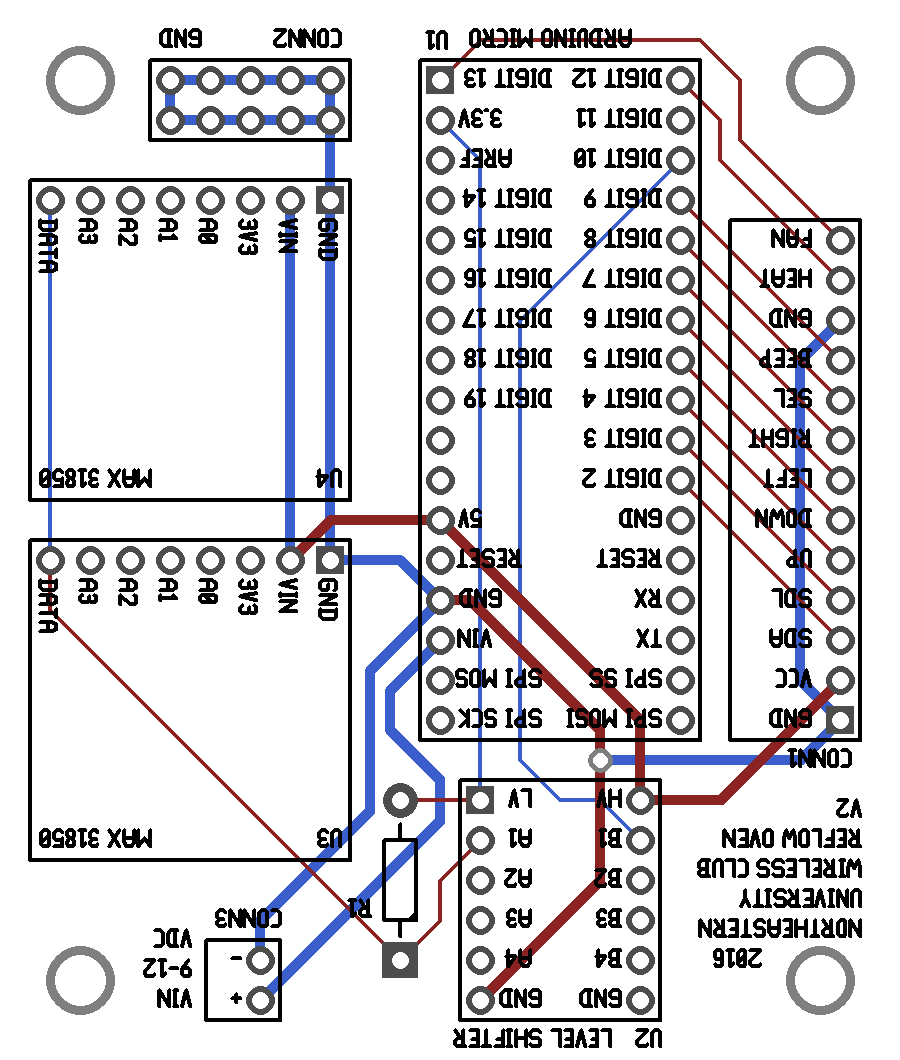 CONN2 GND
ARDUINO MICRO U1
DIGIT 12
DIGIT 11
DIGIT 10
DIGIT 9
DIGIT 8
DIGIT 7
DIGIT 6
DIGIT 5
DIGIT 4
DIGIT 3
DIGIT 2
GND
RESET
RX
TX
SPI SS
SPI MOSI
DIGIT 13
3.3V
AREF
DIGIT 14
DIGIT 15
DIGIT 16
DIGIT 17
DIGIT 18
DIGIT 19
5V
RESET
GND
VIN
SPI MOS
SPI SCK
DATA
A3
A2
A1
A0
3V3
VIN
GND
U4 MAX 31850
DATA
A3
A2
A1
A0
3V3
VIN
GND
U3 MAX 31850
FAN
HEAT
GND
BEEP
SEL
RIGHT
LEFT
DOWN
UP
SDL
SDA
VCC
GND
CONN1
2016
NORTHEASTERN
UNIVERSITY
WIRELESS CLUB
REFLOW OVEN
V2
HV
B1
B2
B3
B4
GND
LV
A1
A2
A3
A4
GND
U2 LEVEL SHIFTER
R1
CONN3
- +
VIN
9-12
VDC